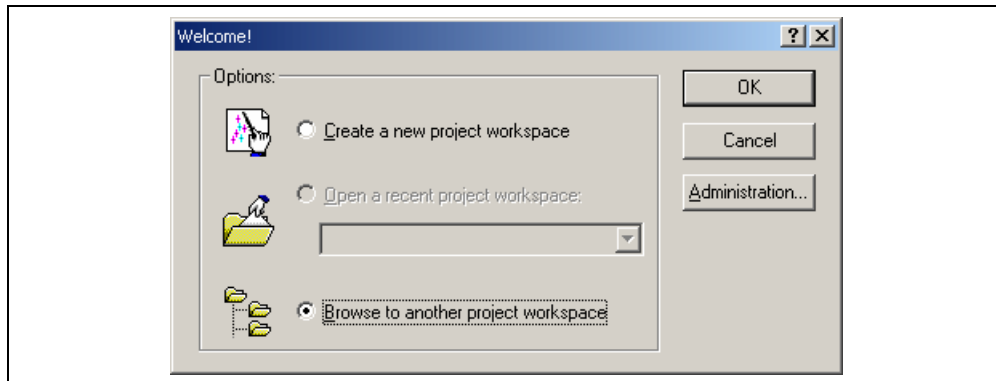 Welcome!
Options:
Create a new project workspace
Open a recent project workspace:
Browse to another project workspace
OK
Cancel
Administration...